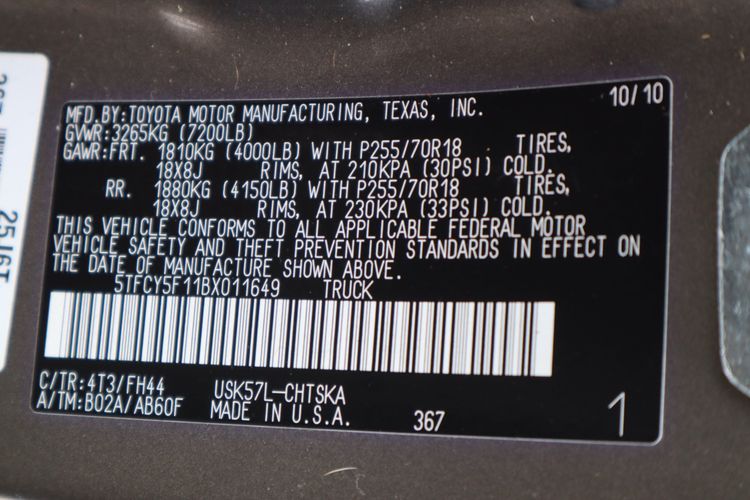 MFD.BY:TOYOTA MOTOR MANUFACTURING, TEXAS, INC. 10/10
GVWR:3265KG (7200LB)
GAWR:FRT. 1810KG (4000LB) WITH P255/70R18 TIRES,
18X8J RIMS, AT 210KPA (30PSI) COLD.
RR. 1880KG (4150LB) WITH P255/70R18 TIRES,
18X8J RIMS, AT 230KPA (33PSI) COLD.
THIS VEHICLE CONFORMS TO ALL APPLICABLE FEDERAL MOTOR
VEHICLE SAFETY AND THEFT PREVENTION STANDARDS IN EFFECT ON
THE DATE OF MANUFACTURE SHOWN ABOVE.
5TFCY5F11BX011649 TRUCK
C/TR:4T3/FH44 USK57L-CHTSKA
A/TM:B02A/AB60F MADE IN U.S.A. 367 1